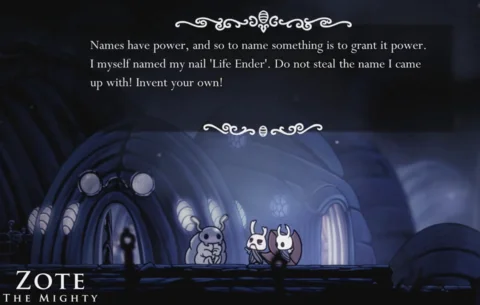 Names have power, and so to name something is to grant it power.
I myself named my nail 'Life Ender'. Do not steal the name I came
up with! Invent your own!
ZOTE
THE MIGHTY